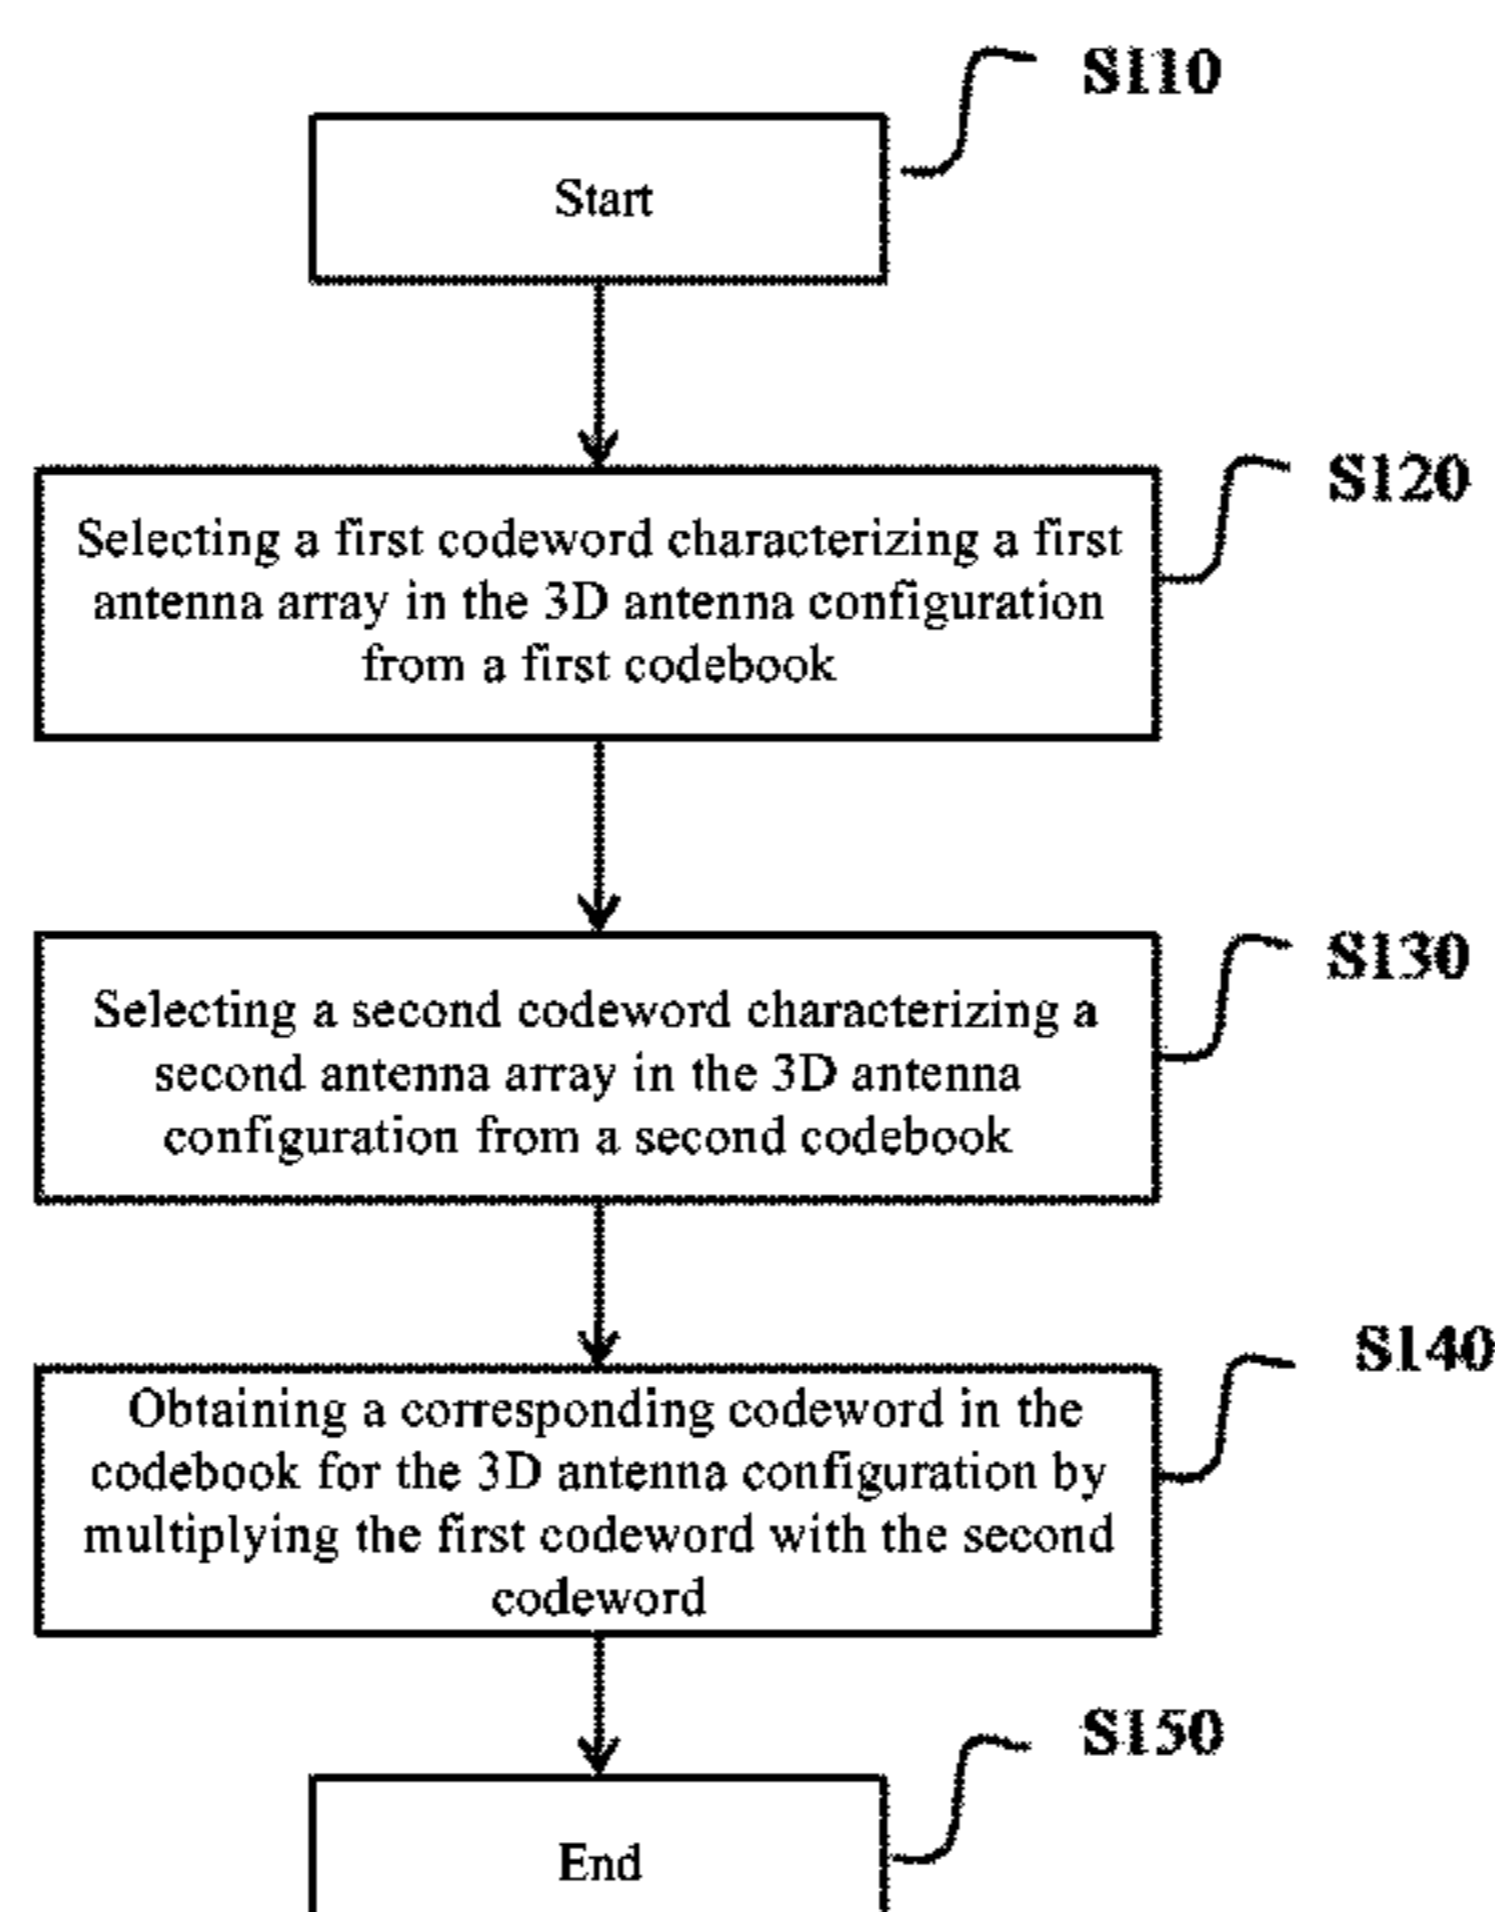 S110
Start
S120
Selecting a first codeword characterizing a first
antenna array in the 3D antenna configuration
from a first codebook
S130
Selecting a second codeword characterizing a
second antenna array in the 3D antenna
configuration from a second codebook
S140
Obtaining a corresponding codeword in the
codebook for the 3D antenna configuration by
multiplying the first codeword with the second
codeword
S150
End